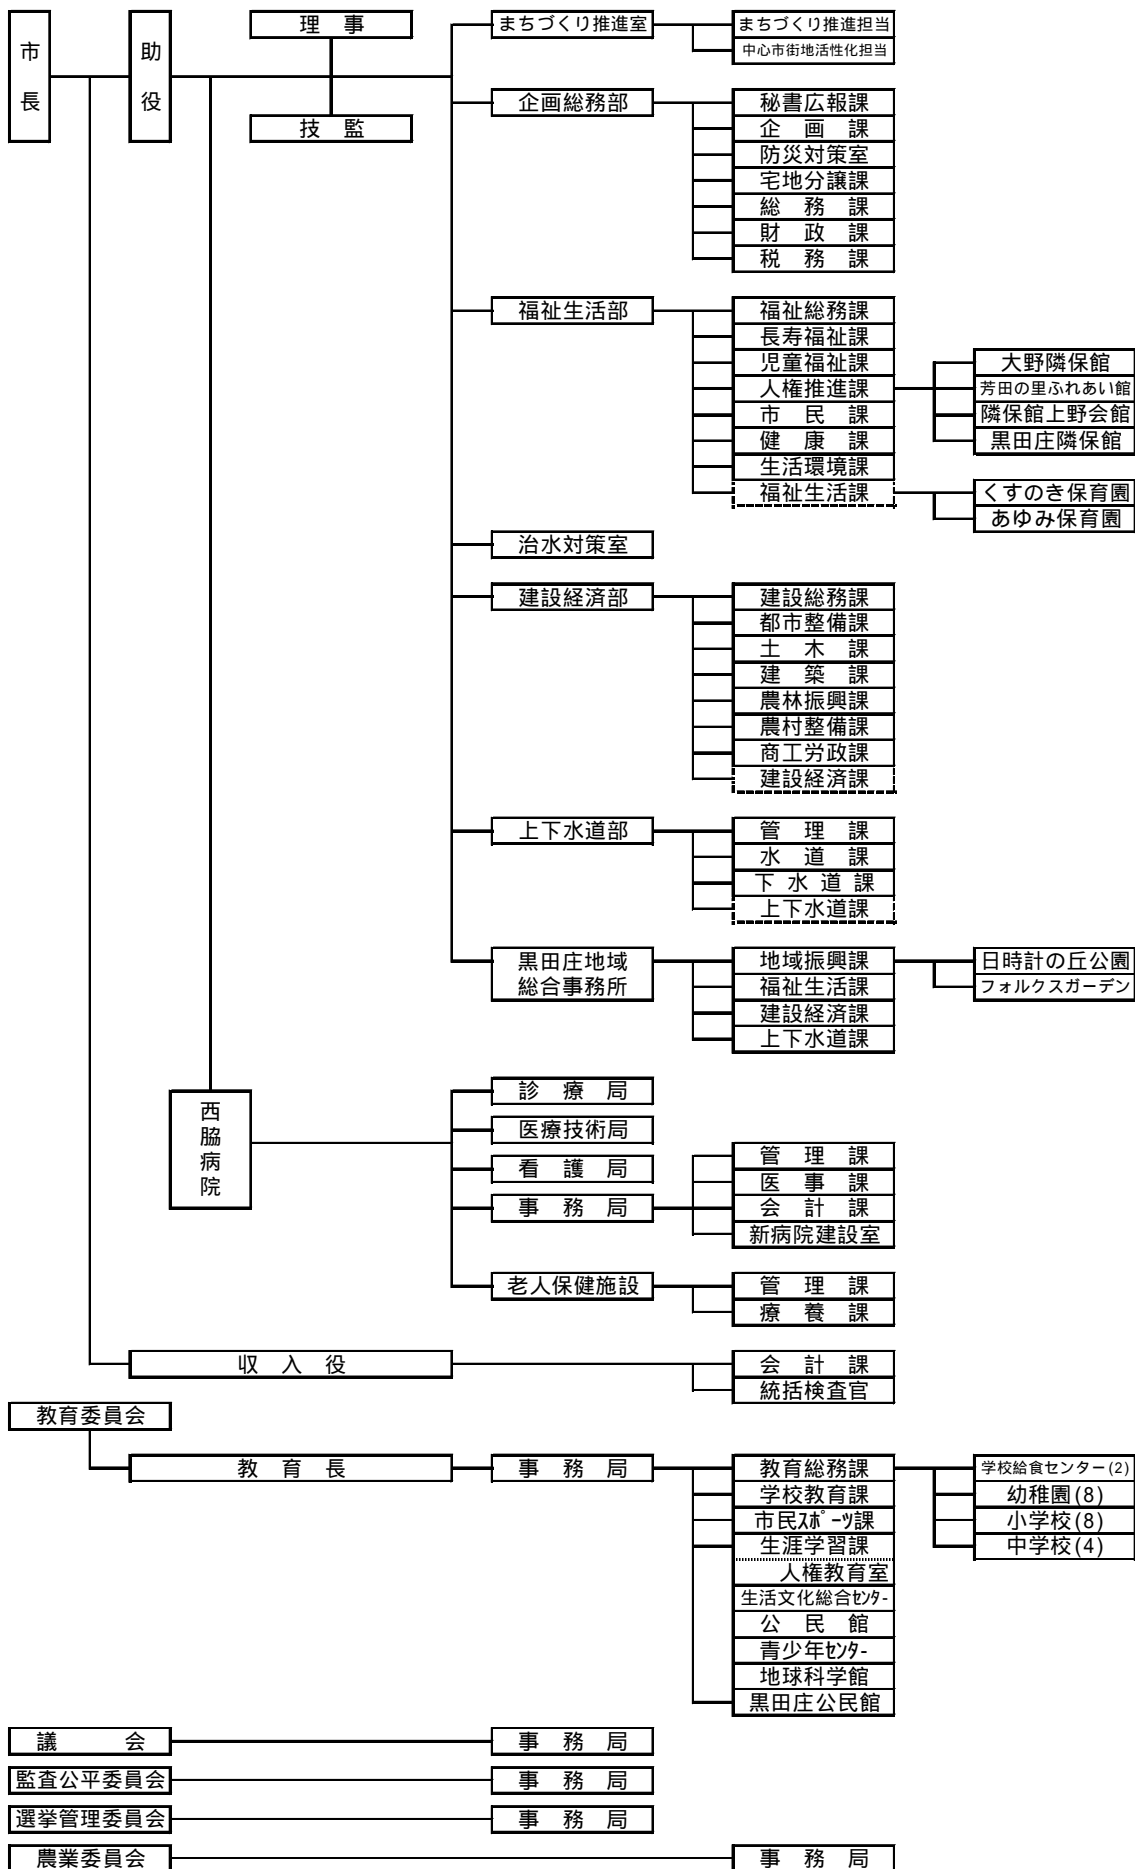 市長
助役
理　事
技　監
まちづくり推進室
まちづくり推進担当
中心市街地活性化担当
企画総務部
秘書広報課
企　画　課
防災対策室
宅地分譲課
総　務　課
財　政　課
税　務　課
福祉生活部
福祉総務課
長寿福祉課
児童福祉課
人権推進課
市　民　課
健　康　課
生活環境課
福祉生活課
大野隣保館
芳田の里ふれあい館
隣保館上野会館
黒田庄隣保館
くすのき保育園
あゆみ保育園
治水対策室
建設経済部
建設総務課
都市整備課
土　木　課
建　築　課
農林振興課
農村整備課
商工労政課
建設経済課
上下水道部
管　理　課
水　道　課
下 水 道 課
上下水道課
黒田庄地域
総合事務所
地域振興課
福祉生活課
建設経済課
上下水道課
日時計の丘公園
フォルクスガーデン
西脇病院
診　療　局
医療技術局
看　護　局
事　務　局
管　理　課
医　事　課
会　計　課
新病院建設室
老人保健施設
管　理　課
療　養　課
収　入　役
会　計　課
統括検査官
教育委員会
教　育　長
事　務　局
教育総務課
学校教育課
市民ｽﾎﾟｰﾂ課
生涯学習課
人権教育室
生活文化総合ｾﾝﾀｰ
公　民　館
青少年ｾﾝﾀｰ
地球科学館
黒田庄公民館
学校給食センター(2)
幼稚園(8)
小学校(8)
中学校(4)
議　　　会
事　務　局
監査公平委員会
事　務　局
選挙管理委員会
事　務　局
農業委員会
事　務　局